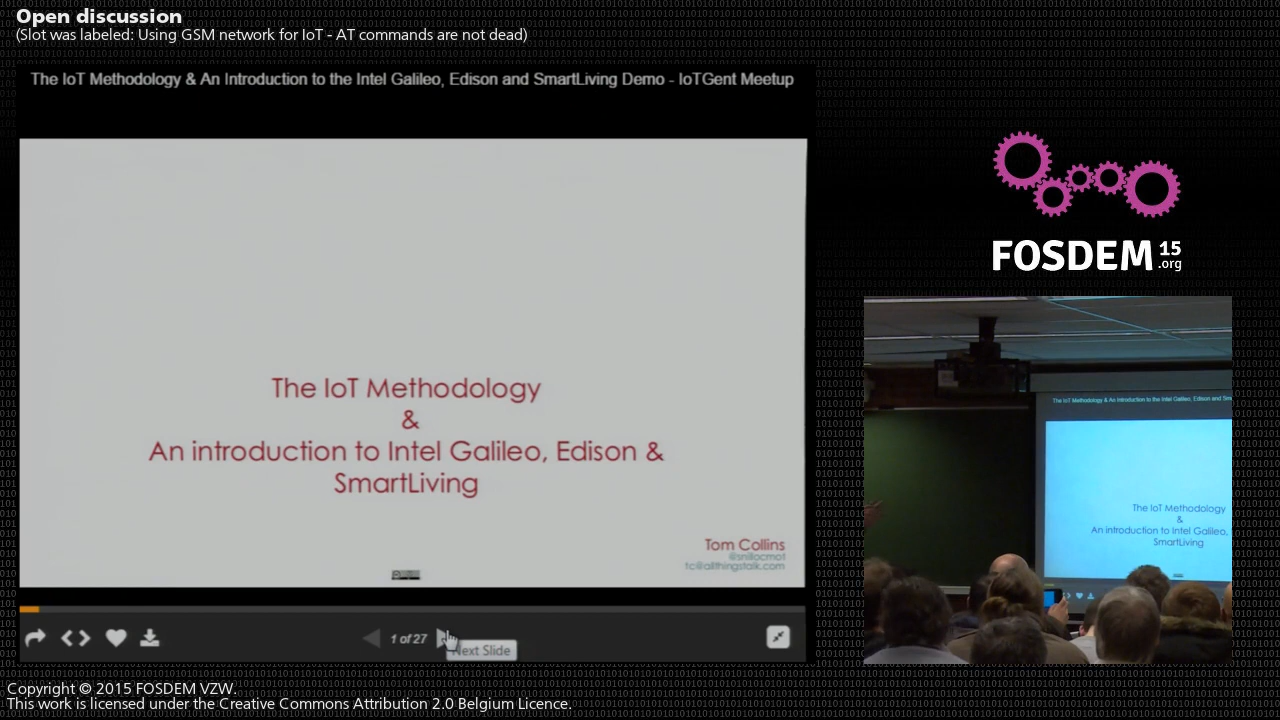 Open discussion
(Slot was labeled: Using GSM network for IoT - AT commands are not dead)
The IoT Methodology & An Introduction to the Intel Galileo, Edison and SmartLiving Demo - IoTGent Meetup
The IoT Methodology
&
An introduction to Intel Galileo, Edison &
SmartLiving
Tom Collins
@snillocmot
tc@allthingstalk.com
1 of 27
Next Slide
FOSDEM 15
.org
The IoT Methodology & An Introduction to the Intel Galileo, Edison and Sm
The IoT Methodology
&
An introduction to Intel Galileo,
SmartLiving
Copyright © 2015 FOSDEM VZW.
This work is licensed under the Creative Commons Attribution 2.0 Belgium Licence.